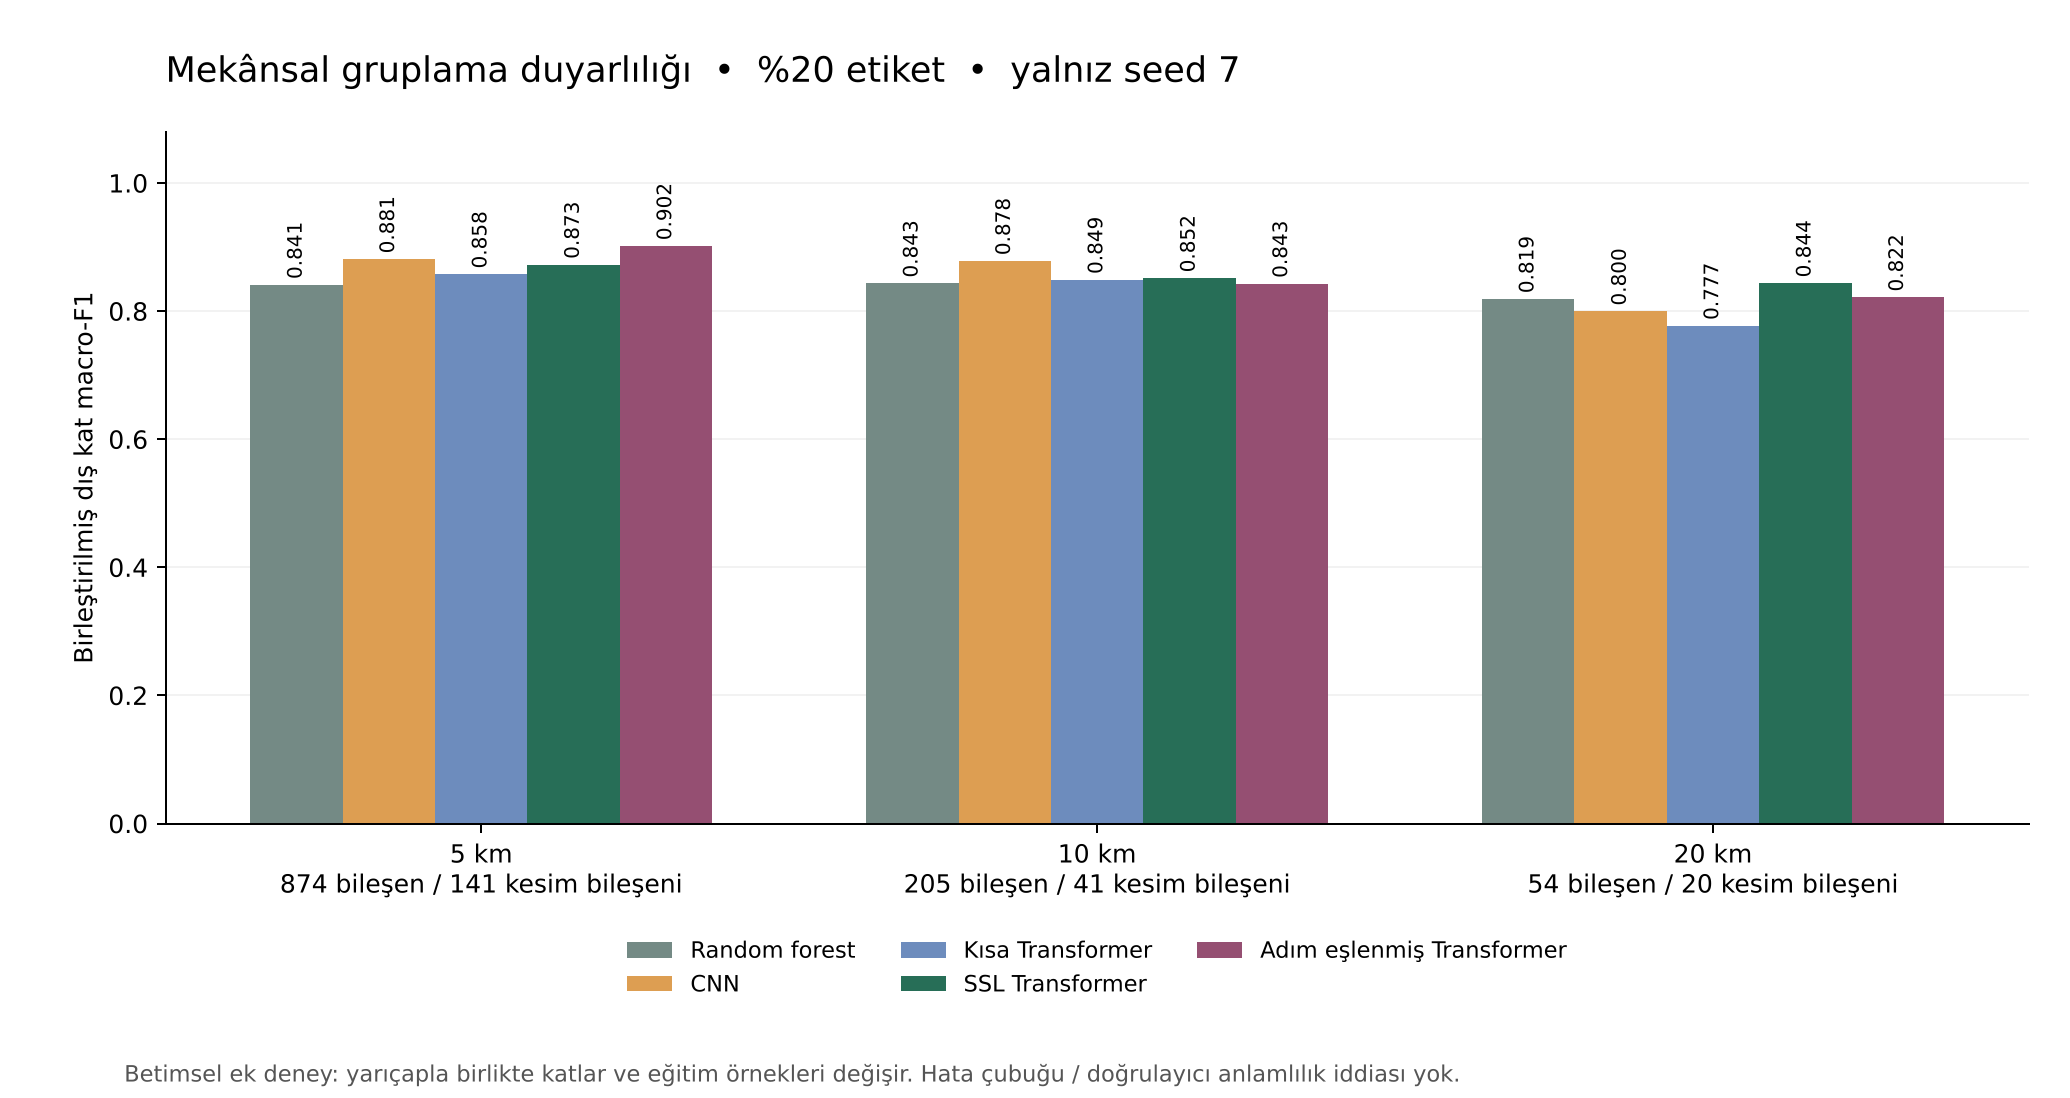 Mekânsal gruplama duyarlılığı • %20 etiket • yalnız seed 7
Birleştirilmiş dış kat macro-F1
1.0
0.8
0.6
0.4
0.2
0.0
0.841
0.881
0.858
0.873
0.902
0.843
0.878
0.849
0.852
0.843
0.819
0.800
0.777
0.844
0.822
5 km
874 bileşen / 141 kesim bileşeni
10 km
205 bileşen / 41 kesim bileşeni
20 km
54 bileşen / 20 kesim bileşeni
Random forest
CNN
Kısa Transformer
SSL Transformer
Adım eşlenmiş Transformer
Betimsel ek deney: yarıçapla birlikte katlar ve eğitim örnekleri değişir. Hata çubuğu / doğrulayıcı anlamlılık iddiası yok.